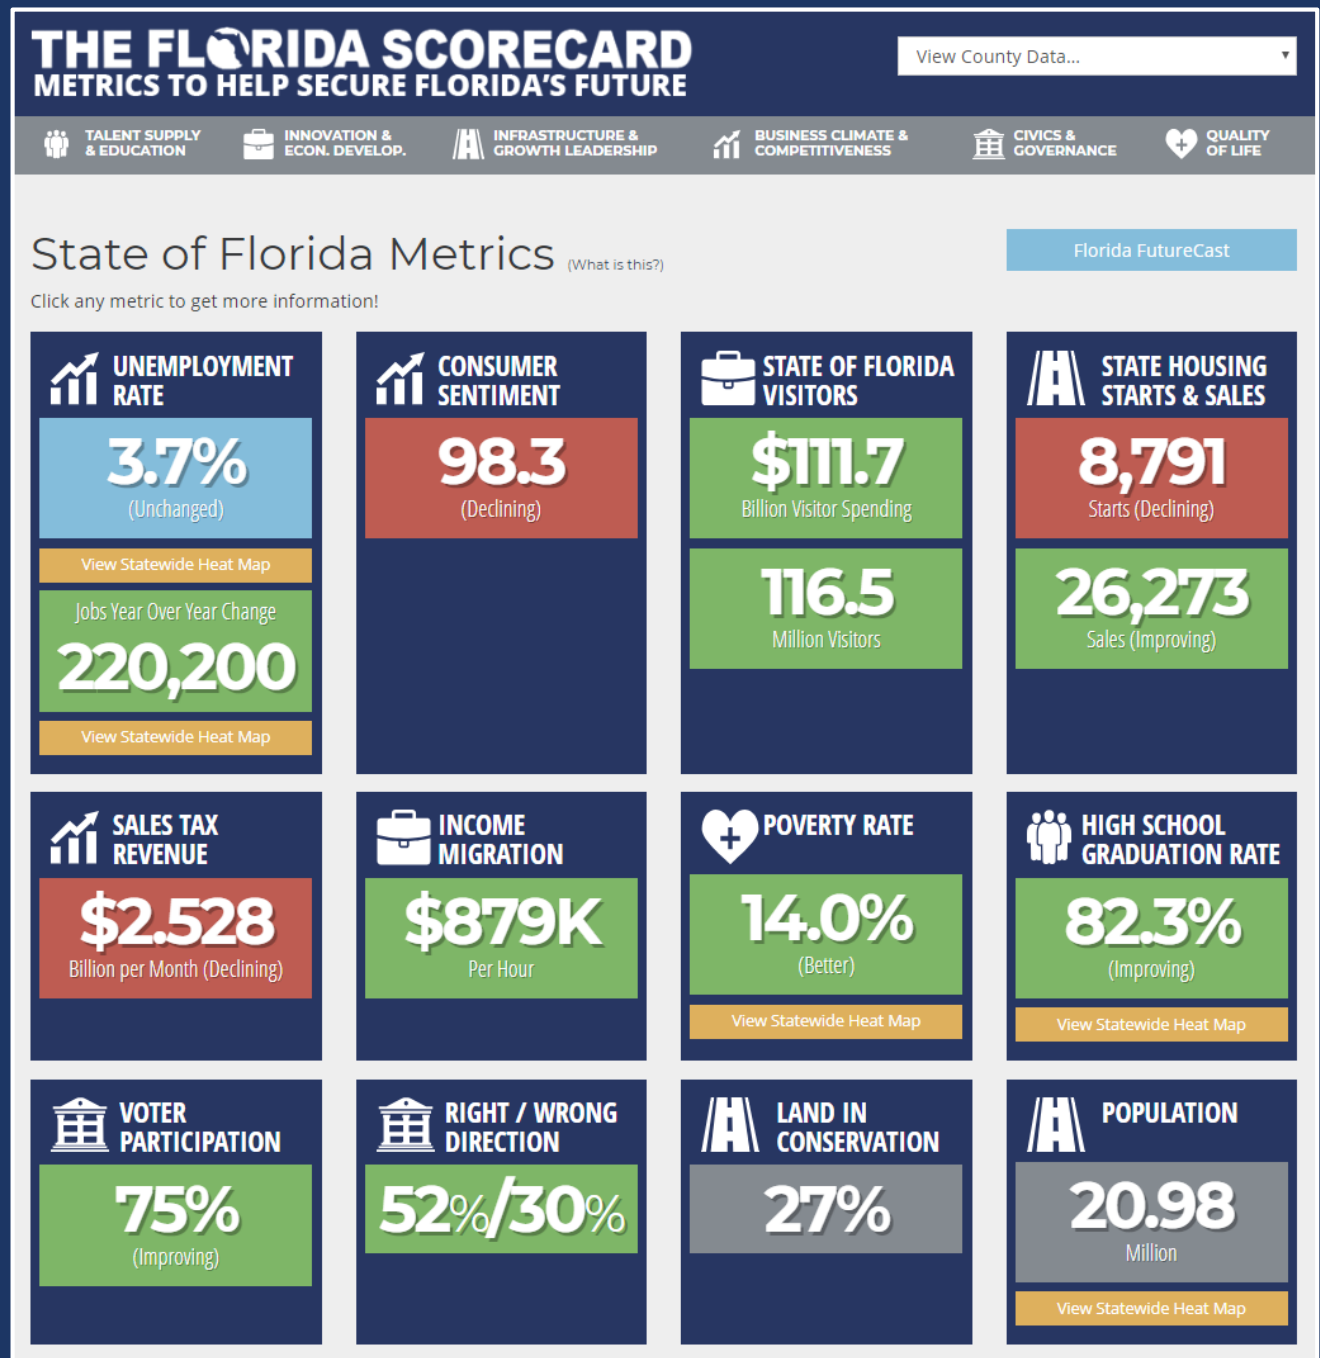 THE FLORIDA SCORECARD
METRICS TO HELP SECURE FLORIDA'S FUTURE
View County Data...
TALENT SUPPLY
& EDUCATION
INNOVATION &
ECON. DEVELOP.
INFRASTRUCTURE &
GROWTH LEADERSHIP
BUSINESS CLIMATE &
COMPETITIVENESS
CIVICS &
GOVERNANCE
QUALITY
OF LIFE
State of Florida Metrics (What is this?)
Florida FutureCast
Click any metric to get more information!
UNEMPLOYMENT
RATE
3.7%
(Unchanged)
View Statewide Heat Map
Jobs Year Over Year Change
220,200
View Statewide Heat Map
CONSUMER
SENTIMENT
98.3
(Declining)
STATE OF FLORIDA
VISITORS
$111.7
Billion Visitor Spending
116.5
Million Visitors
STATE HOUSING
STARTS & SALES
8,791
Starts (Declining)
26,273
Sales (Improving)
SALES TAX
REVENUE
$2.528
Billion per Month (Declining)
INCOME
MIGRATION
$879K
Per Hour
POVERTY RATE
14.0%
(Better)
View Statewide Heat Map
HIGH SCHOOL
GRADUATION RATE
82.3%
(Improving)
View Statewide Heat Map
VOTER
PARTICIPATION
75%
(Improving)
RIGHT / WRONG
DIRECTION
52%/30%
LAND IN
CONSERVATION
27%
POPULATION
20.98
Million
View Statewide Heat Map